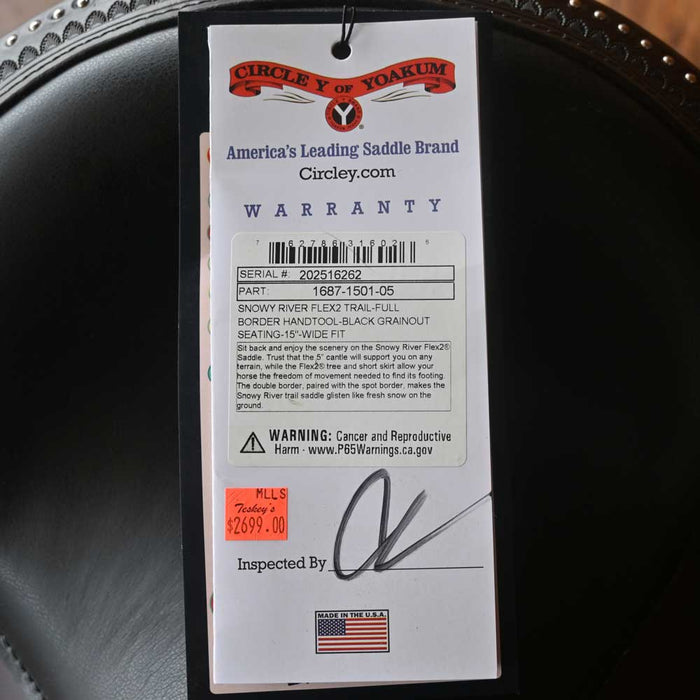 CIRCLE Y OF YOAKUM
Y
®
America's Leading Saddle Brand
Circley.com
WARRANTY
7 62786 31602 5
SERIAL #: 202516262
PART: 1687-1501-05
SNOWY RIVER FLEX2 TRAIL-FULL
BORDER HANDTOOL-BLACK GRAINOUT
SEATING-15"-WIDE FIT
Sit back and enjoy the scenery on the Snowy River Flex2®
Saddle. Trust that the 5" cantle will support you on any
terrain, while the Flex2® tree and short skirt allow your
horse the freedom of movement needed to find its footing.
The double border, paired with the spot border, makes the
Snowy River trail saddle glisten like fresh snow on the
ground.
WARNING: Cancer and Reproductive
Harm - www.P65Warnings.ca.gov
MLLS
Teskey's
$2699.00
Inspected By
MADE IN THE U.S.A.